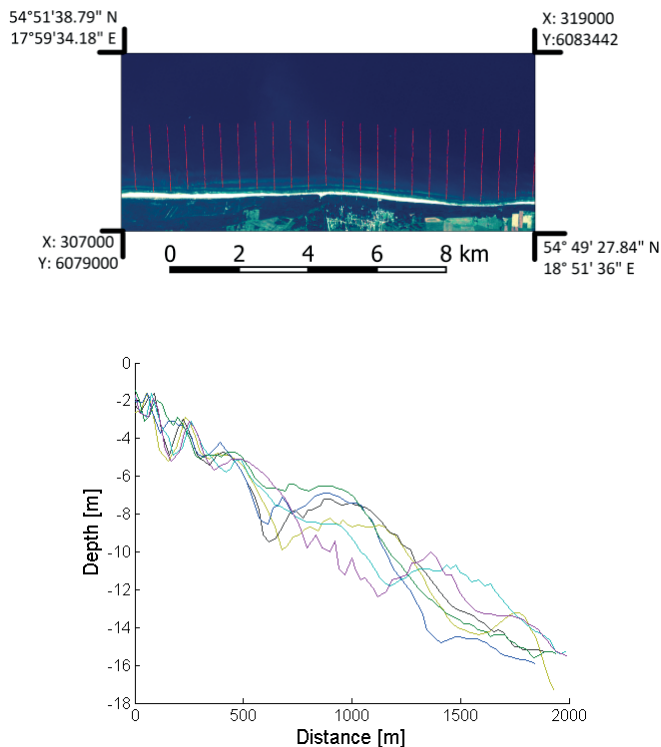 54°51'38.79" N
17°59'34.18" E
X: 319000
Y:6083442
X: 307000
Y: 6079000
54° 49' 27.84" N
18° 51' 36" E
0 2 4 6 8 km
0
-2
-4
-6
-8
-10
-12
-14
-16
-18
Depth [m]
0 500 1000 1500 2000
Distance [m]